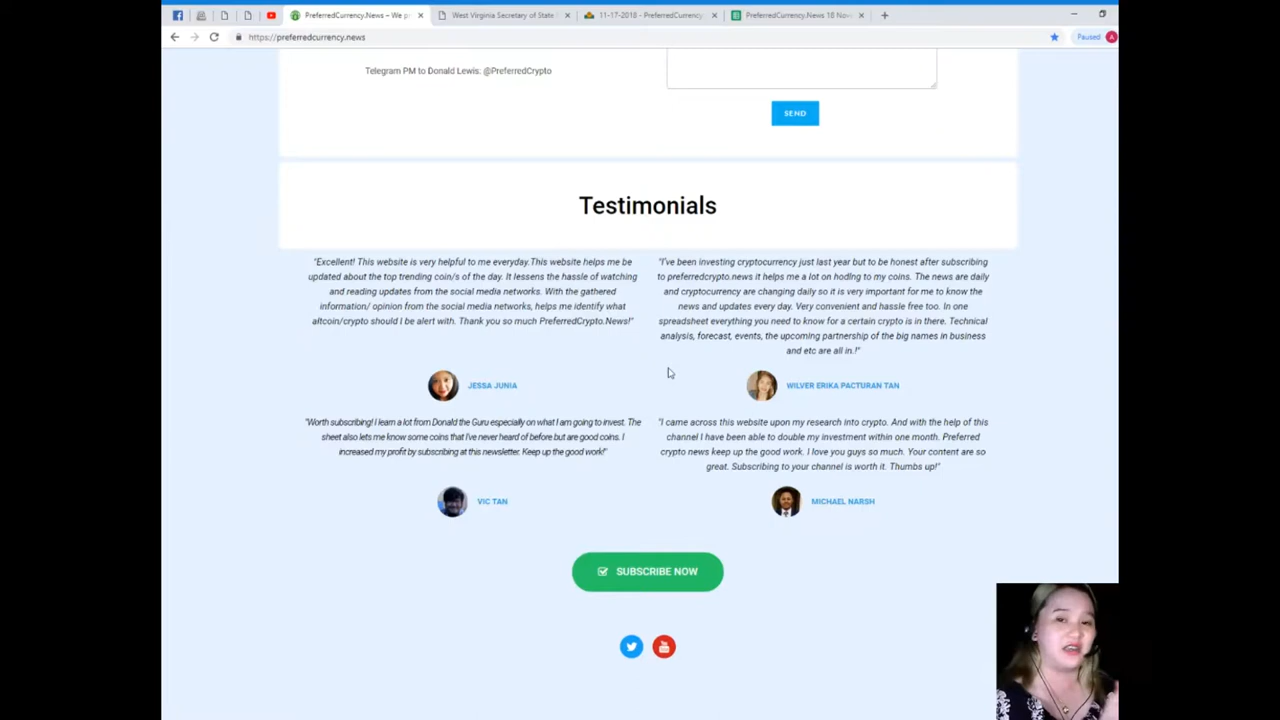 PreferredCurrency.News – We p
West Virginia Secretary of State
11-17-2018 - PreferredCurrency
PreferredCurrency.News 18 Nov
https://preferredcurrency.news
Paused
A
Telegram PM to Donald Lewis: @PreferredCrypto
SEND
Testimonials
"Excellent! This website is very helpful to me everyday.This website helps me be
updated about the top trending coin/s of the day. It lessens the hassle of watching
and reading updates from the social media networks. With the gathered
information/ opinion from the social media networks, helps me identify what
altcoin/crypto should I be alert with. Thank you so much PreferredCrypto.News!"
JESSA JUNIA
"I've been investing cryptocurrency just last year but to be honest after subscribing
to preferredcrypto.news it helps me a lot on hodlng to my coins. The news are daily
and cryptocurrency are changing daily so it is very important for me to know the
news and updates every day. Very convenient and hassle free too. In one
spreadsheet everything you need to know for a certain crypto is in there. Technical
analysis, forecast, events, the upcoming partnership of the big names in business
and etc are all in.!"
WILVER ERIKA PACTURAN TAN
"Worth subscribing! I learn a lot from Donald the Guru especially on what I am going to invest. The
sheet also lets me know some coins that I've never heard of before but are good coins. I
increased my profit by subscribing at this newsletter. Keep up the good work!"
VIC TAN
"I came across this website upon my research into crypto. And with the help of this
channel I have been able to double my investment within one month. Preferred
crypto news keep up the good work. I love you guys so much. Your content are so
great. Subscribing to your channel is worth it. Thumbs up!"
MICHAEL NARSH
SUBSCRIBE NOW